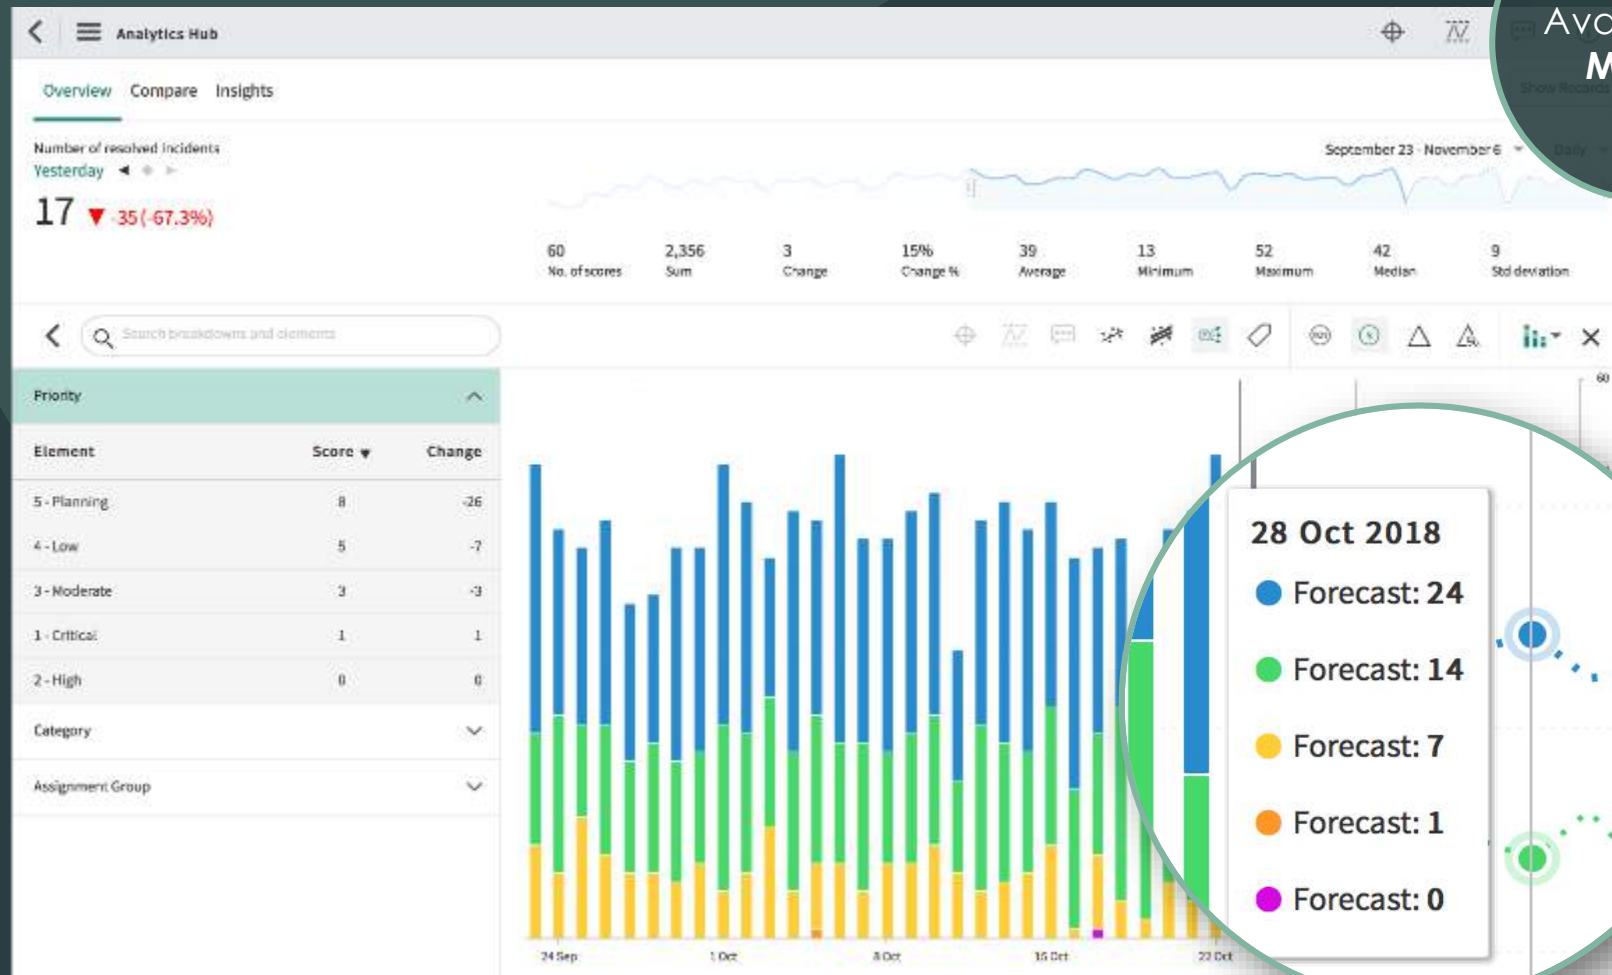 Analytics Hub
Overview Compare Insights
Show Records
Number of resolved incidents
Yesterday
17 -35 (-67.3%)
September 23 - November 6 Daily
60 2,356 3 15% 39 13 52 42 9
No. of scores Sum Change Change % Average Minimum Maximum Median Std deviation
Search breakdowns and elements
Priority
Element Score Change
5 - Planning 8 -26
4 - Low 5 -7
3 - Moderate 3 -3
1 - Critical 1 1
2 - High 0 0
Category
Assignment Group
60
28 Oct 2018
Forecast: 24
Forecast: 14
Forecast: 7
Forecast: 1
Forecast: 0
24 Sep 1 Oct 8 Oct 15 Oct 22 Oct